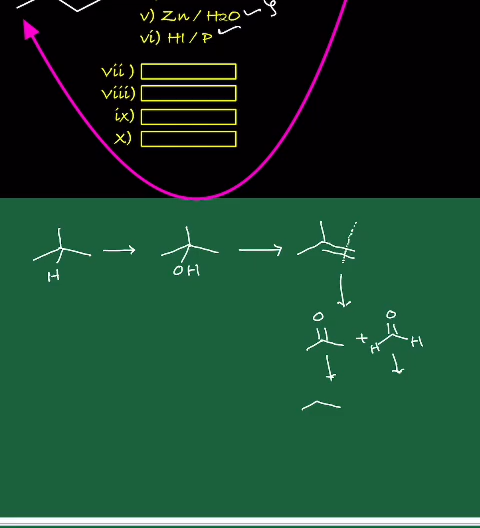 v) Zn / H2O
vi) HI / P
vii)
viii)
ix)
x)
H
OH
O
O
+
H
H